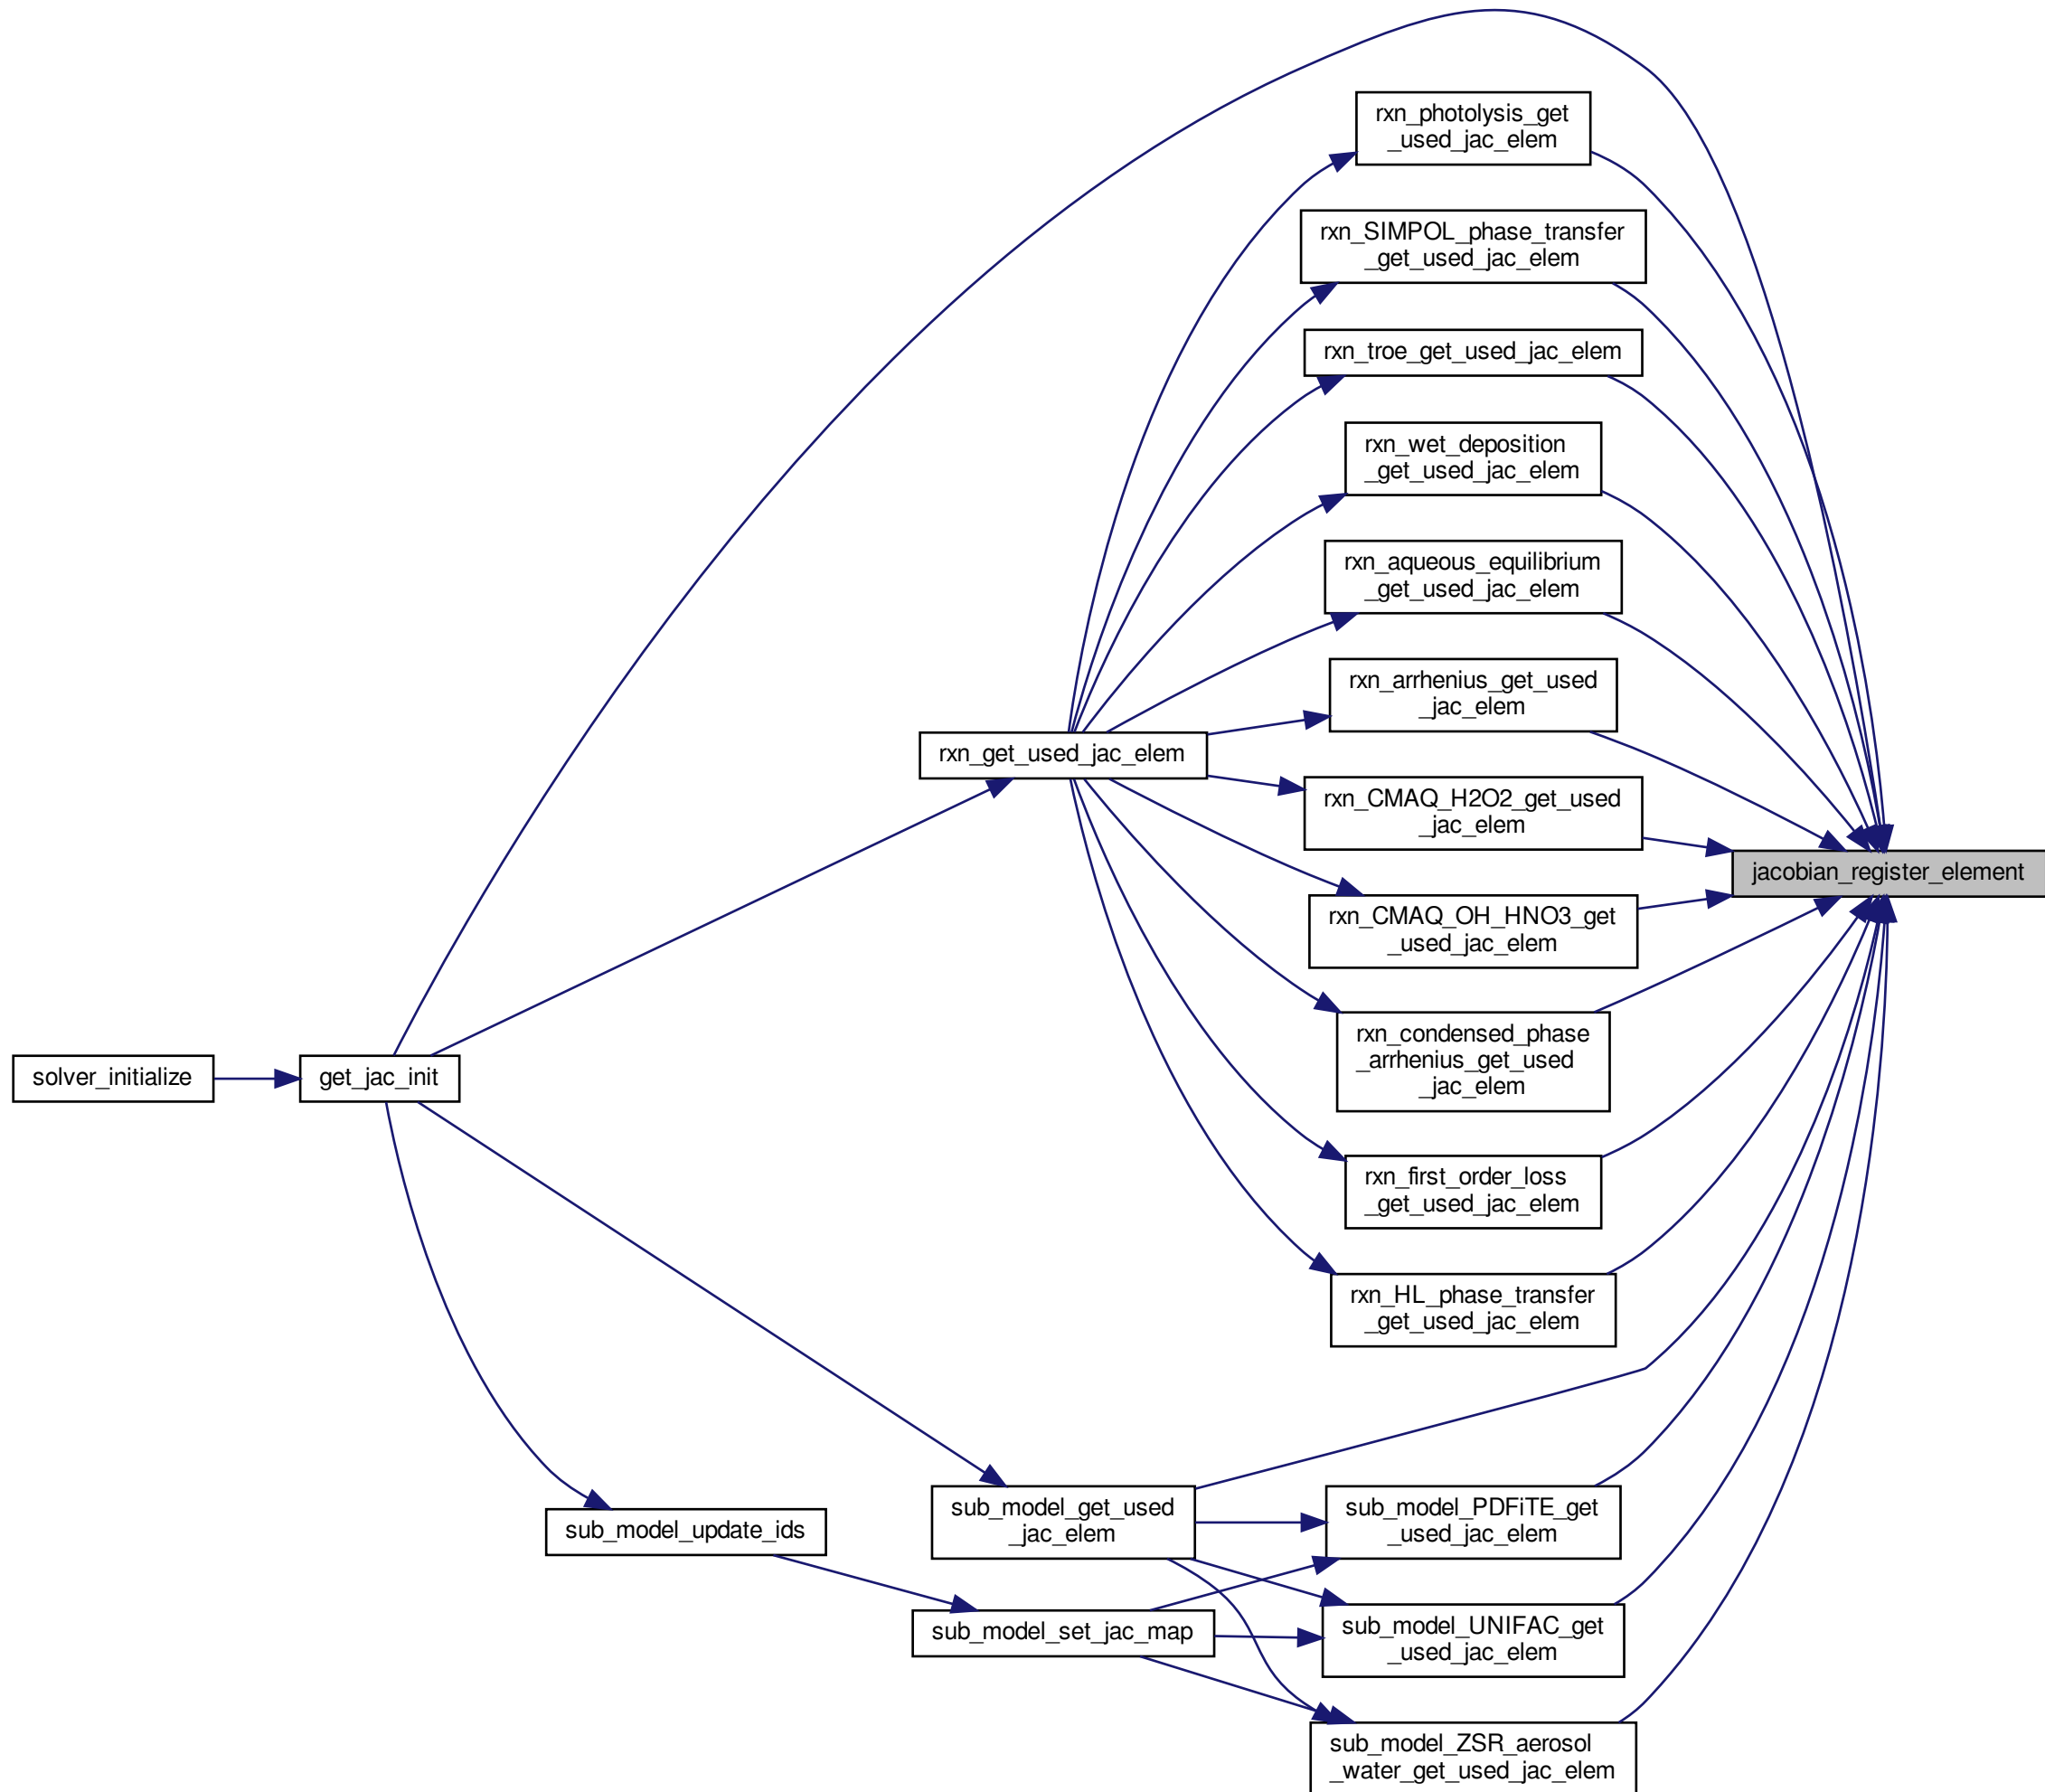 rxn_photolysis_get
_used_jac_elem
rxn_SIMPOL_phase_transfer
_get_used_jac_elem
rxn_troe_get_used_jac_elem
rxn_wet_deposition
_get_used_jac_elem
rxn_aqueous_equilibrium
_get_used_jac_elem
rxn_arrhenius_get_used
_jac_elem
rxn_get_used_jac_elem
rxn_CMAQ_H2O2_get_used
_jac_elem
jacobian_register_element
rxn_CMAQ_OH_HNO3_get
_used_jac_elem
rxn_condensed_phase
_arrhenius_get_used
_jac_elem
solver_initialize
get_jac_init
rxn_first_order_loss
_get_used_jac_elem
rxn_HL_phase_transfer
_get_used_jac_elem
sub_model_update_ids
sub_model_get_used
_jac_elem
sub_model_PDFiTE_get
_used_jac_elem
sub_model_set_jac_map
sub_model_UNIFAC_get
_used_jac_elem
sub_model_ZSR_aerosol
_water_get_used_jac_elem